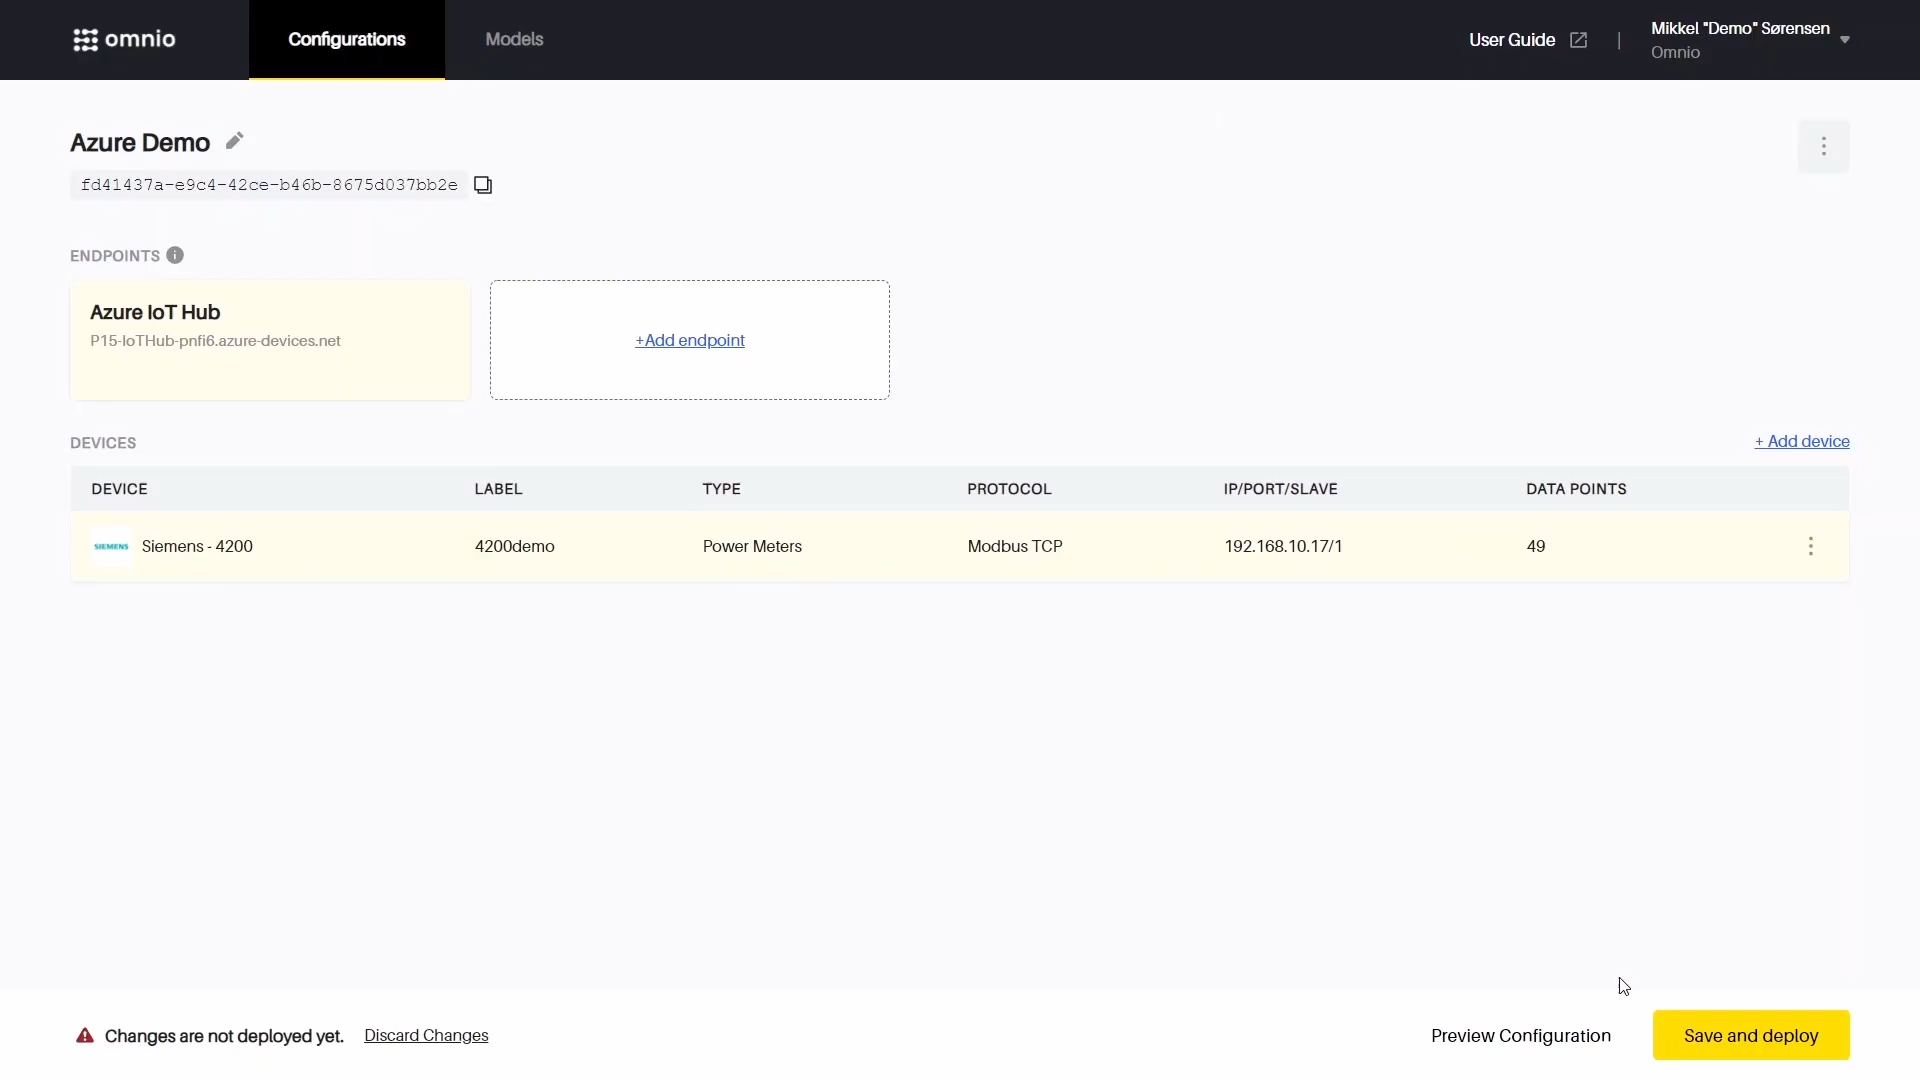 omnio
Configurations
Models
User Guide
|
Mikkel "Demo" Sørensen
Omnio
Azure Demo
fd41437a-e9c4-42ce-b46b-8675d037bb2e
ENDPOINTS
Azure IoT Hub
P15-IoTHub-pnfi6.azure-devices.net
+Add endpoint
DEVICES
+ Add device
DEVICE LABEL TYPE PROTOCOL IP/PORT/SLAVE DATA POINTS
SIEMENS Siemens - 4200 4200demo Power Meters Modbus TCP 192.168.10.17/1 49
Changes are not deployed yet. Discard Changes
Preview Configuration
Save and deploy